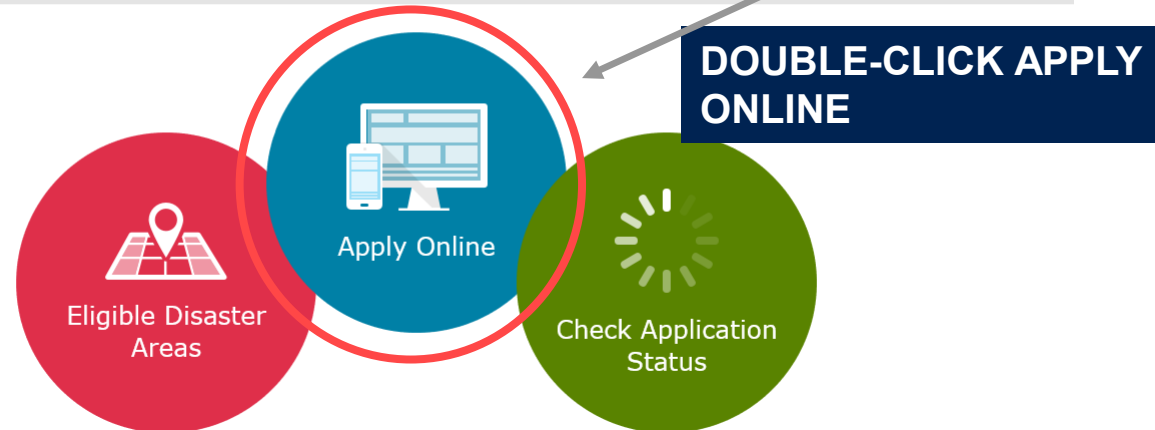 DOUBLE-CLICK APPLY
ONLINE
Apply Online
Eligible Disaster
Areas
Check Application
Status